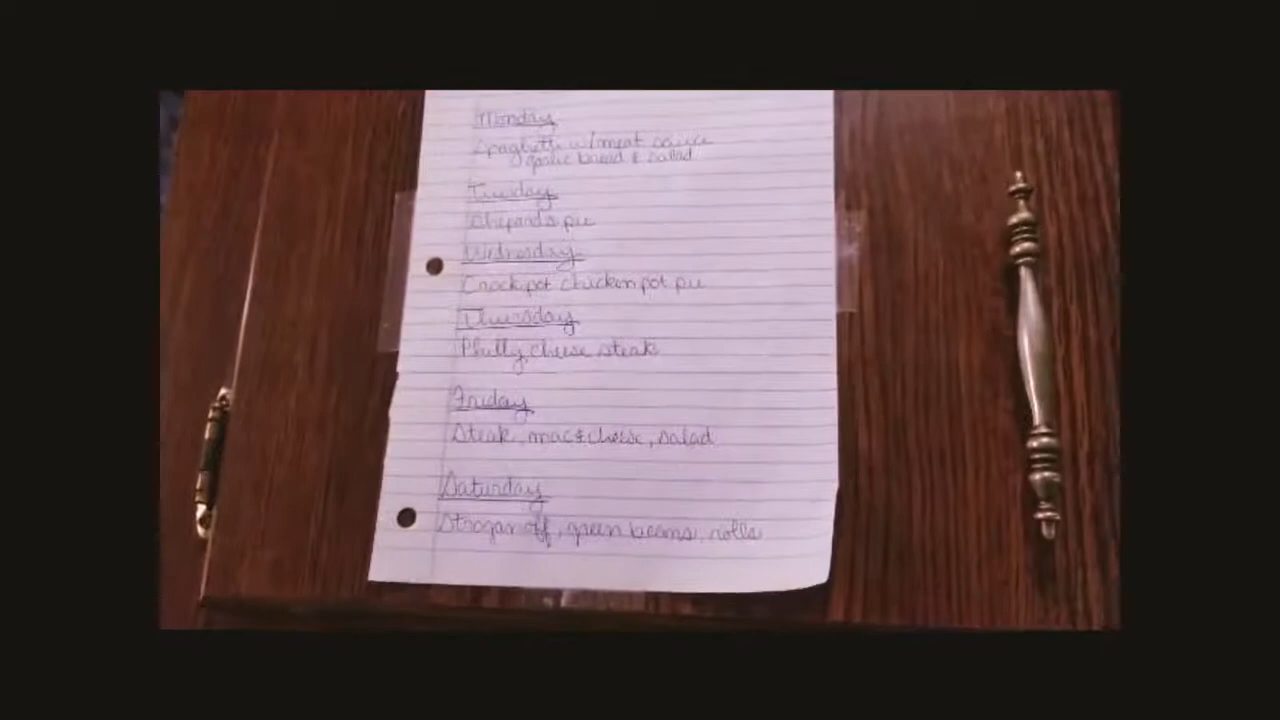 Monday
Spaghetti w/meat sauce
garlic bread & salad
Tuesday
Shepard's pie
Wednesday
Crockpot chicken pot pie
Thursday
Philly cheese steak
Friday
Steak, mac & cheese, salad
Saturday
Stroganoff, green beans, rolls